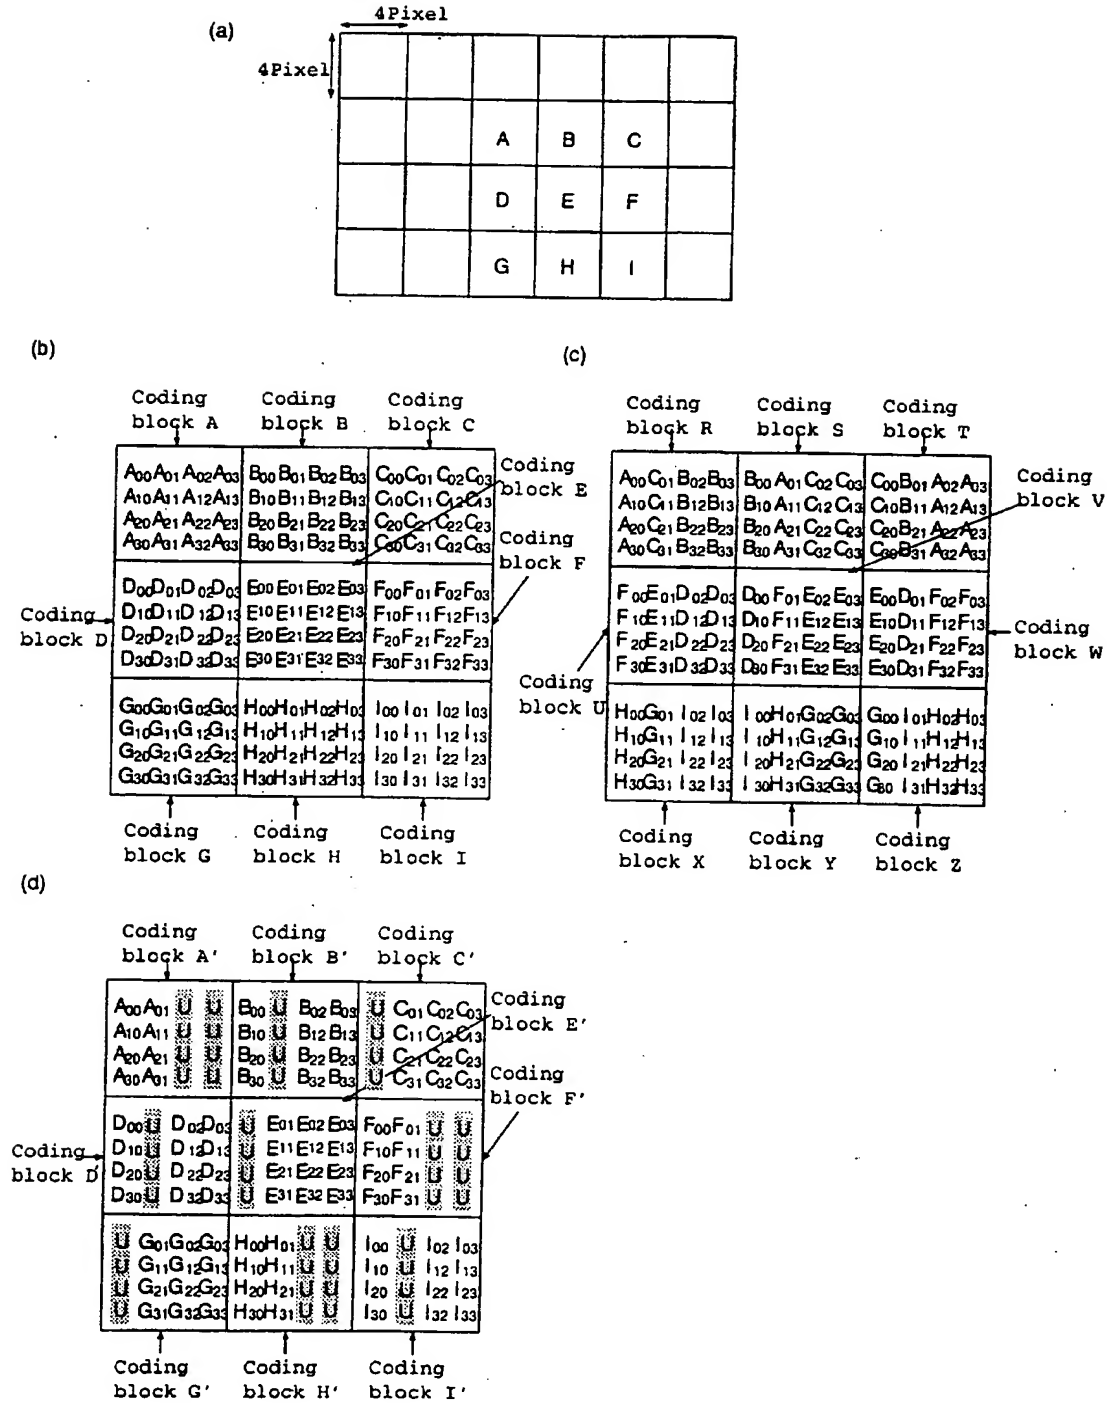 (a)
4Pixel
4Pixel
A B C
D E F
G H I
(b)
Coding block A
Coding block B
Coding block C
A00A01A02A03 B00B01B02B03 C00C01C02C03
A10A11A12A13 B10B11B12B13 C10C11C12C13
A20A21A22A23 B20B21B22B23 C20C21C22C23
A30A31A32A33 B30B31B32B33 C30C31C32C33
Coding block E
Coding block F
Coding block D
D00D01D02D03 E00E01E02E03 F00F01F02F03
D10D11D12D13 E10E11E12E13 F10F11F12F13
D20D21D22D23 E20E21E22E23 F20F21F22F23
D30D31D32D33 E30E31E32E33 F30F31F32F33
G00G01G02G03 H00H01H02H03 I00 I01 I02 I03
G10G11G12G13 H10H11H12H13 I10 I11 I12 I13
G20G21G22G23 H20H21H22H23 I20 I21 I22 I23
G30G31G32G33 H30H31H32H33 I30 I31 I32 I33
Coding block G
Coding block H
Coding block I
(c)
Coding block R
Coding block S
Coding block T
A00C01B02B03 B00A01C02C03 C00B01A02A03
A10C11B12B13 B10A11C12C13 C10B11A12A13
A20C21B22B23 B20A21C22C23 C20B21A22A23
A30C31B32B33 B30A31C32C33 C30B31A32A33
Coding block V
Coding block W
Coding block U
F00E01D02D03 D00F01E02E03 E00D01F02F03
F10E11D12D13 D10F11E12E13 E10D11F12F13
F20E21D22D23 D20F21E22E23 E20D21F22F23
F30E31D32D33 D30F31E32E33 E30D31F32F33
H00G01 I02 I03 I00H01G02G03 G00 I01H02H03
H10G11 I12 I13 I10H11G12G13 G10 I11H12H13
H20G21 I22 I23 I20H21G22G23 G20 I21H22H23
H30G31 I32 I33 I30H31G32G33 G30 I31H32H33
Coding block X
Coding block Y
Coding block Z
(d)
Coding block A'
Coding block B'
Coding block C'
A00A01 U U B00 U B02B03 U C01C02C03
A10A11 U U B10 U B12B13 U C11C12C13
A20A21 U U B20 U B22B23 U C21C22C23
A30A31 U U B30 U B32B33 U C31C32C33
Coding block E'
Coding block F'
Coding block D'
D00 U D02D03 U E01E02E03 F00F01 U U
D10 U D12D13 U E11E12E13 F10F11 U U
D20 U D22D23 U E21E22E23 F20F21 U U
D30 U D32D33 U E31E32E33 F30F31 U U
U G01G02G03 H00H01 U U I00 U I02 I03
U G11G12G13 H10H11 U U I10 U I12 I13
U G21G22G23 H20H21 U U I20 U I22 I23
U G31G32G33 H30H31 U U I30 U I32 I33
Coding block G'
Coding block H'
Coding block I'